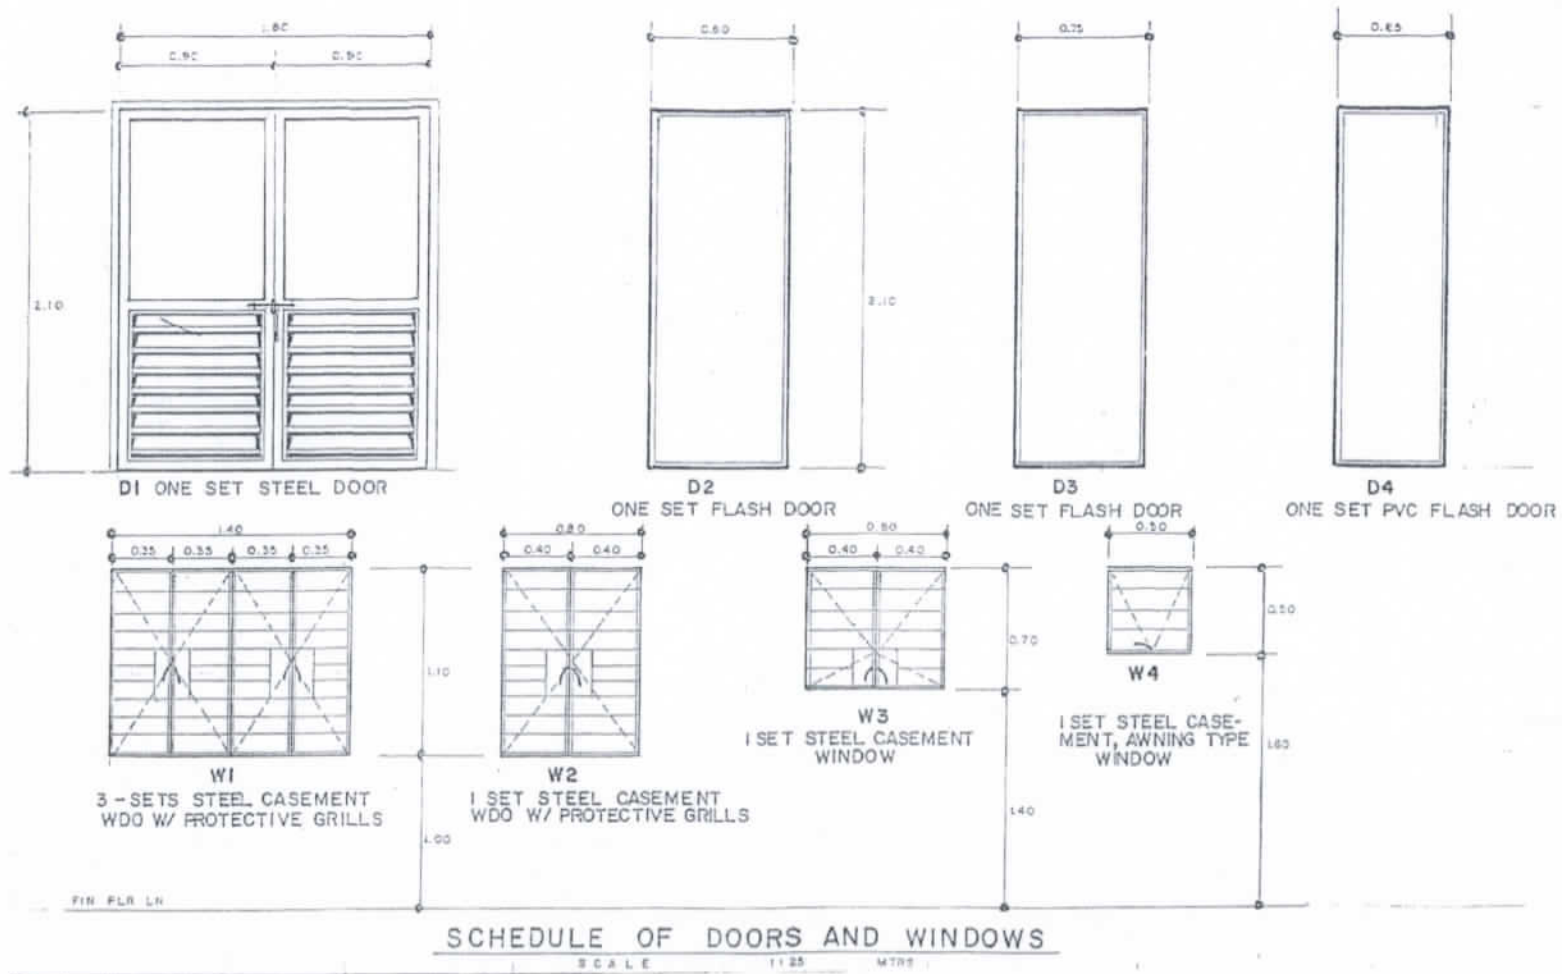 1.80
0.90 0.90
0.80
0.75
0.65
2.10
2.10
D1 ONE SET STEEL DOOR
D2
ONE SET FLASH DOOR
D3
ONE SET FLASH DOOR
D4
ONE SET PVC FLASH DOOR
1.40
0.35 0.35 0.35 0.35
1.10
1.00
W1
3-SETS STEEL CASEMENT
WDO W/ PROTECTIVE GRILLS
0.80
0.40 0.40
W2
1 SET STEEL CASEMENT
WDO W/ PROTECTIVE GRILLS
0.80
0.40 0.40
0.70
1.40
W3
1 SET STEEL CASEMENT
WINDOW
0.50
0.50
1.60
W4
1 SET STEEL CASE-
MENT, AWNING TYPE
WINDOW
FIN FLR LN
SCHEDULE OF DOORS AND WINDOWS
SCALE 1:25 MTRS